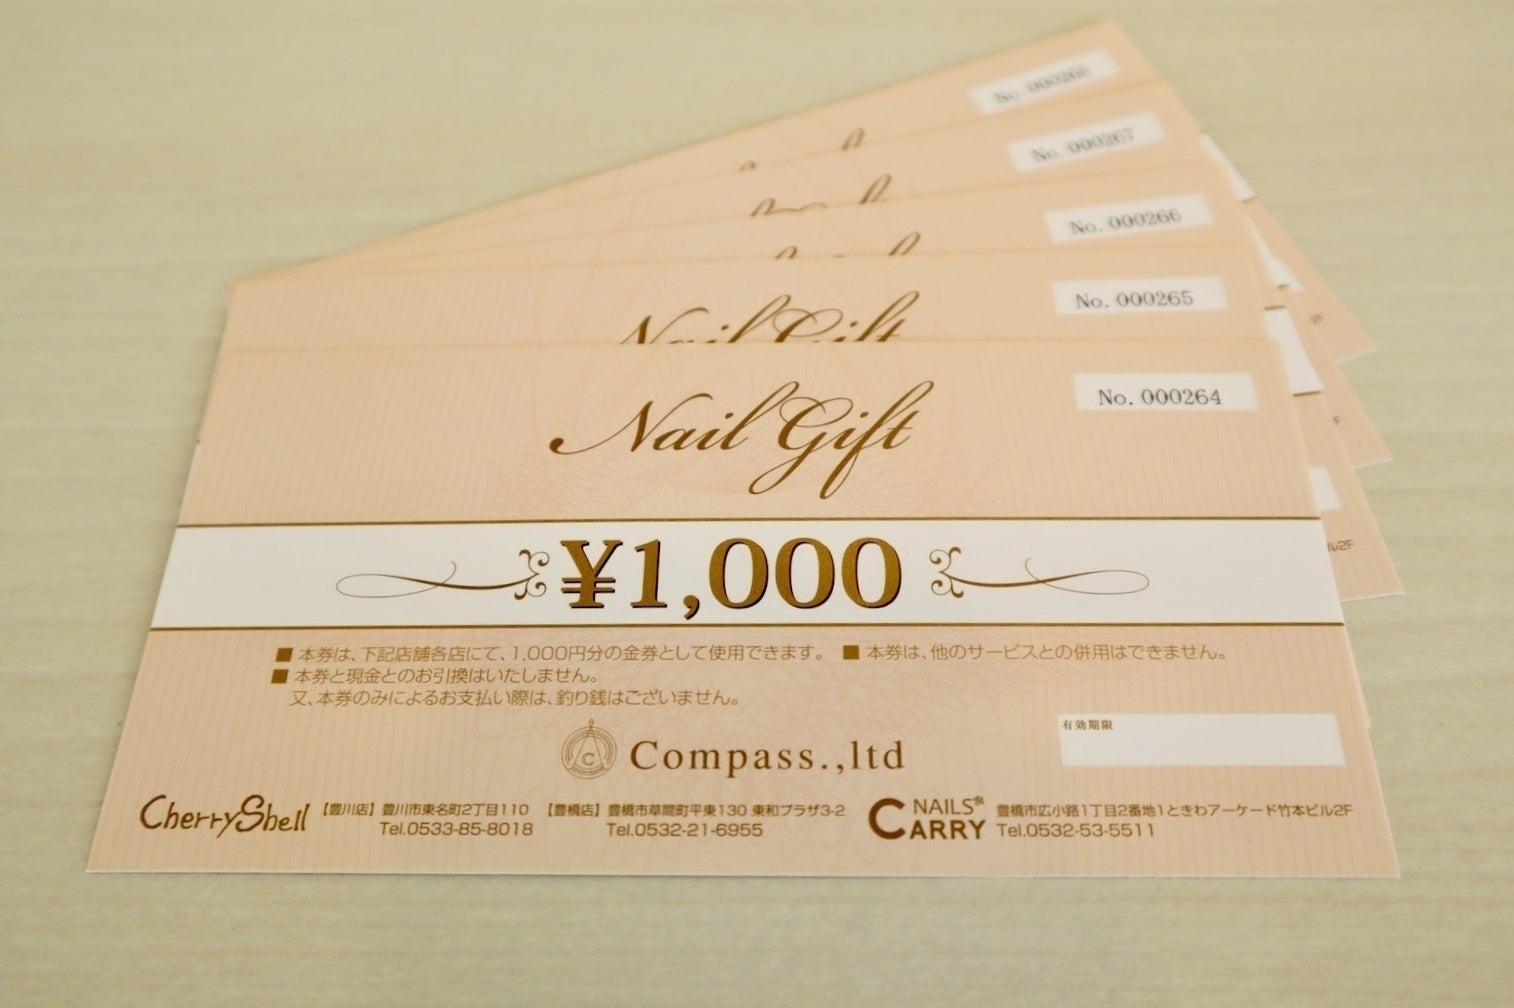 No. 000268
No. 000267
No. 000266
No. 000265
Nail Gift
No. 000264
Nail Gift
¥1,000
■ 本券は、下記店舗各店にて、1,000円分の金券として使用できます。 ■ 本券は、他のサービスとの併用はできません。
■ 本券と現金とのお引換はいたしません。
又、本券のみによるお支払い際は、釣り銭はございません。
有効期限
C Compass.,ltd
CherryShell 【豊川店】 豊川市東名町2丁目110 【豊橋店】 豊橋市草間町平東130 東和プラザ3-2 CARRY NAILS 豊橋市広小路1丁目2番地1ときわアーケード竹本ビル2F
Tel.0533-85-8018 Tel.0532-21-6955 Tel.0532-53-5511
ル2F
F